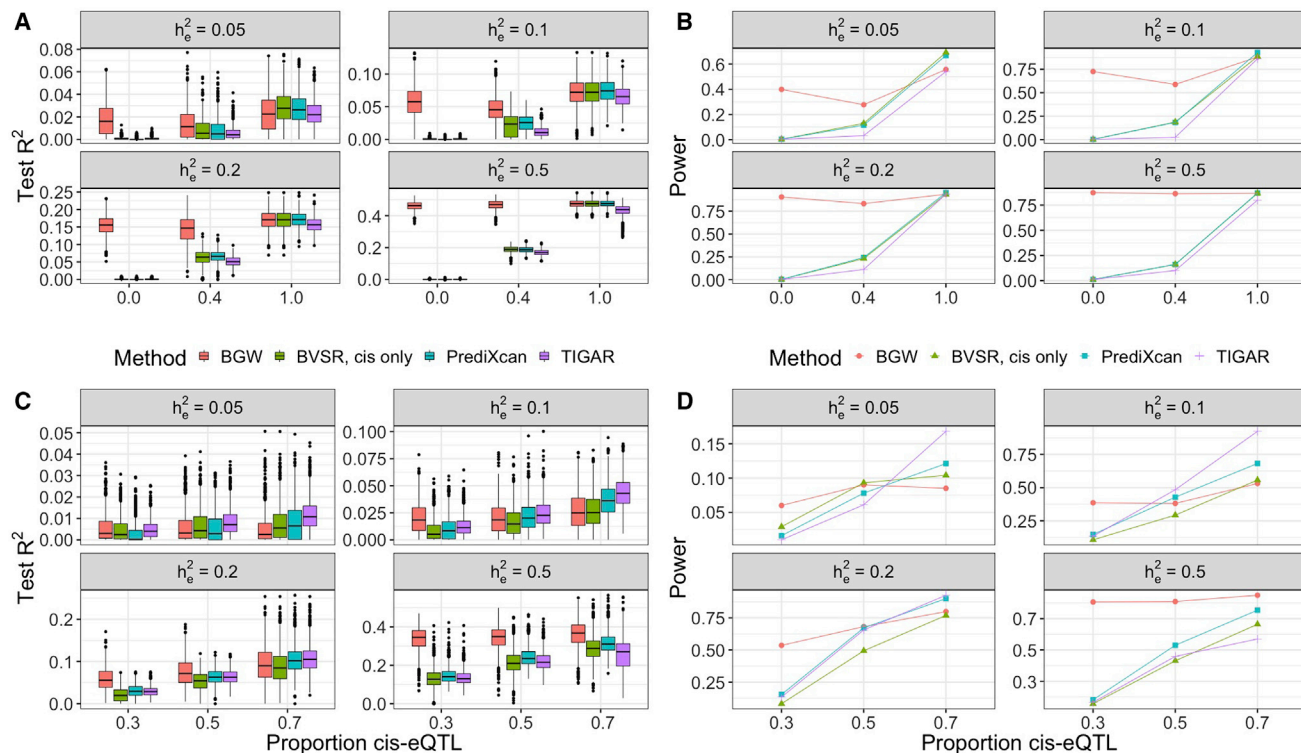 A
B
h²ₑ = 0.05
h²ₑ = 0.1
h²ₑ = 0.05
h²ₑ = 0.1
0.08
0.06
0.04
0.02
0.00
0.10
0.05
0.00
0.6
0.4
0.2
0.0
0.75
0.50
0.25
0.00
Test R²
Power
h²ₑ = 0.2
h²ₑ = 0.5
h²ₑ = 0.2
h²ₑ = 0.5
0.25
0.20
0.15
0.10
0.05
0.00
0.4
0.2
0.0
0.75
0.50
0.25
0.00
0.75
0.50
0.25
0.00
0.0 0.4 1.0
0.0 0.4 1.0
0.0 0.4 1.0
0.0 0.4 1.0
Method BGW BVSR, cis only PrediXcan TIGAR
Method BGW BVSR, cis only PrediXcan TIGAR
C
D
h²ₑ = 0.05
h²ₑ = 0.1
h²ₑ = 0.05
h²ₑ = 0.1
0.05
0.04
0.03
0.02
0.01
0.00
0.100
0.075
0.050
0.025
0.000
0.15
0.10
0.05
0.75
0.50
0.25
Test R²
Power
h²ₑ = 0.2
h²ₑ = 0.5
h²ₑ = 0.2
h²ₑ = 0.5
0.2
0.1
0.0
0.4
0.2
0.0
0.75
0.50
0.25
0.7
0.5
0.3
0.3 0.5 0.7
0.3 0.5 0.7
0.3 0.5 0.7
0.3 0.5 0.7
Proportion cis-eQTL
Proportion cis-eQTL